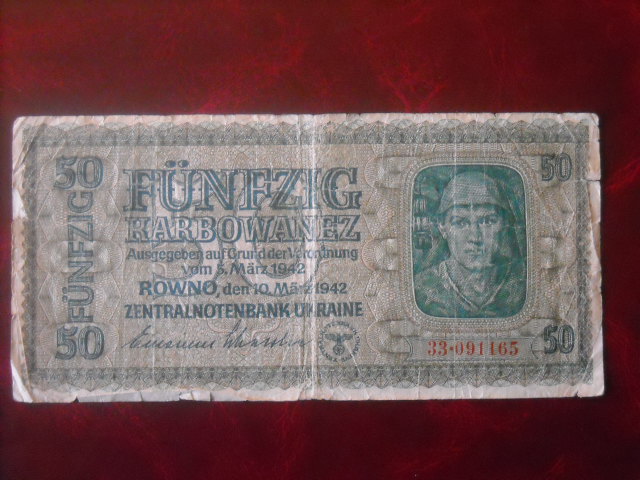 50
50
FÜNFZIG
FÜNFZIG
KARBOWANEZ
Ausgegeben auf Grund der Verordnung
vom 5. März 1942
ROWNO, den 10. März 1942
ZENTRALNOTENBANK UKRAINE
33·091165
50
50